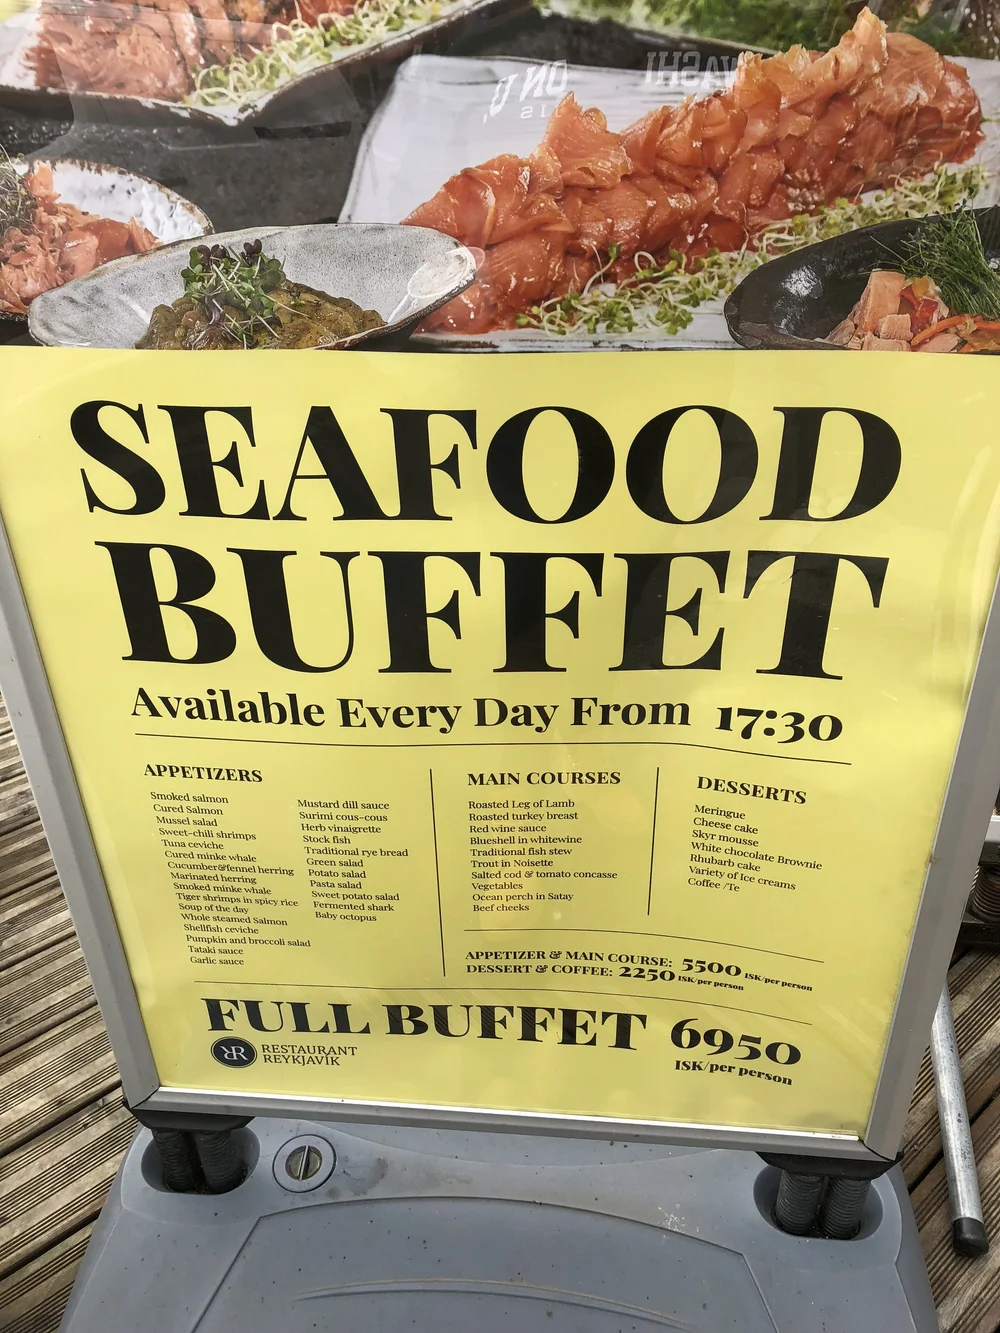 SEAFOOD
BUFFET
Available Every Day From 17:30
APPETIZERS
Smoked salmon
Cured Salmon
Mussel salad
Sweet-chili shrimps
Tuna ceviche
Cured minke whale
Cucumber&fennel herring
Marinated herring
Smoked minke whale
Tiger shrimps in spicy rice
Soup of the day
Whole steamed Salmon
Shellfish ceviche
Pumpkin and broccoli salad
Tataki sauce
Garlic sauce
Mustard dill sauce
Surimi cous-cous
Herb vinaigrette
Stock fish
Traditional rye bread
Green salad
Potato salad
Pasta salad
Sweet potato salad
Fermented shark
Baby octopus
MAIN COURSES
Roasted Leg of Lamb
Roasted turkey breast
Red wine sauce
Blueshell in whitewine
Traditional fish stew
Trout in Noisette
Salted cod & tomato concasse
Vegetables
Ocean perch in Satay
Beef checks
DESSERTS
Meringue
Cheese cake
Skyr mousse
White chocolate Brownie
Rhubarb cake
Variety of Ice creams
Coffee /Te
APPETIZER & MAIN COURSE: 5500 ISK/per person
DESSERT & COFFEE: 2250 ISK/per person
FULL BUFFET 6950
ISK/per person
RR RESTAURANT
REYKJAVÍK